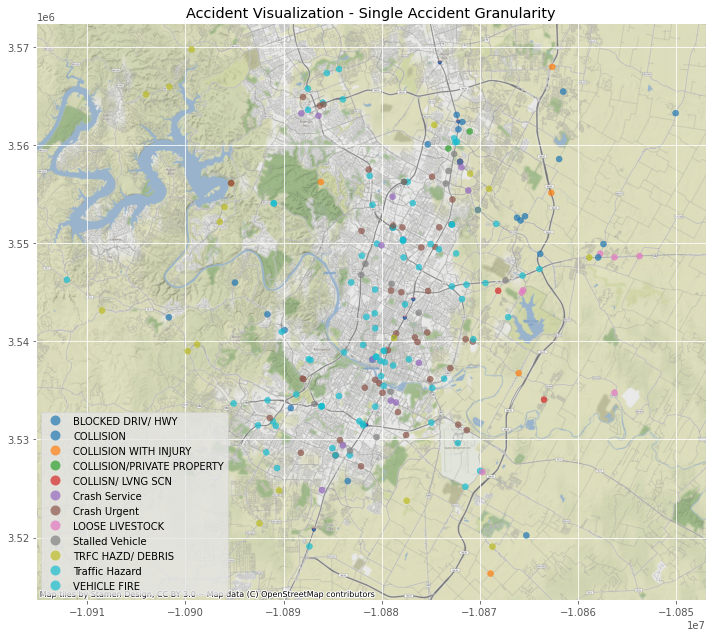 Accident Visualization - Single Accident Granularity
1e6
3.57
3.56
3.55
3.54
3.53
3.52
BLOCKED DRIV/ HWY
COLLISION
COLLISION WITH INJURY
COLLISION/PRIVATE PROPERTY
COLLISN/ LVNG SCN
Crash Service
Crash Urgent
LOOSE LIVESTOCK
Stalled Vehicle
TRFC HAZD/ DEBRIS
Traffic Hazard
VEHICLE FIRE
Map tiles by Stamen Design, CC BY 3.0 -- Map data (C) OpenStreetMap contributors
−1.091 −1.090 −1.089 −1.088 −1.087 −1.086 −1.085
1e7